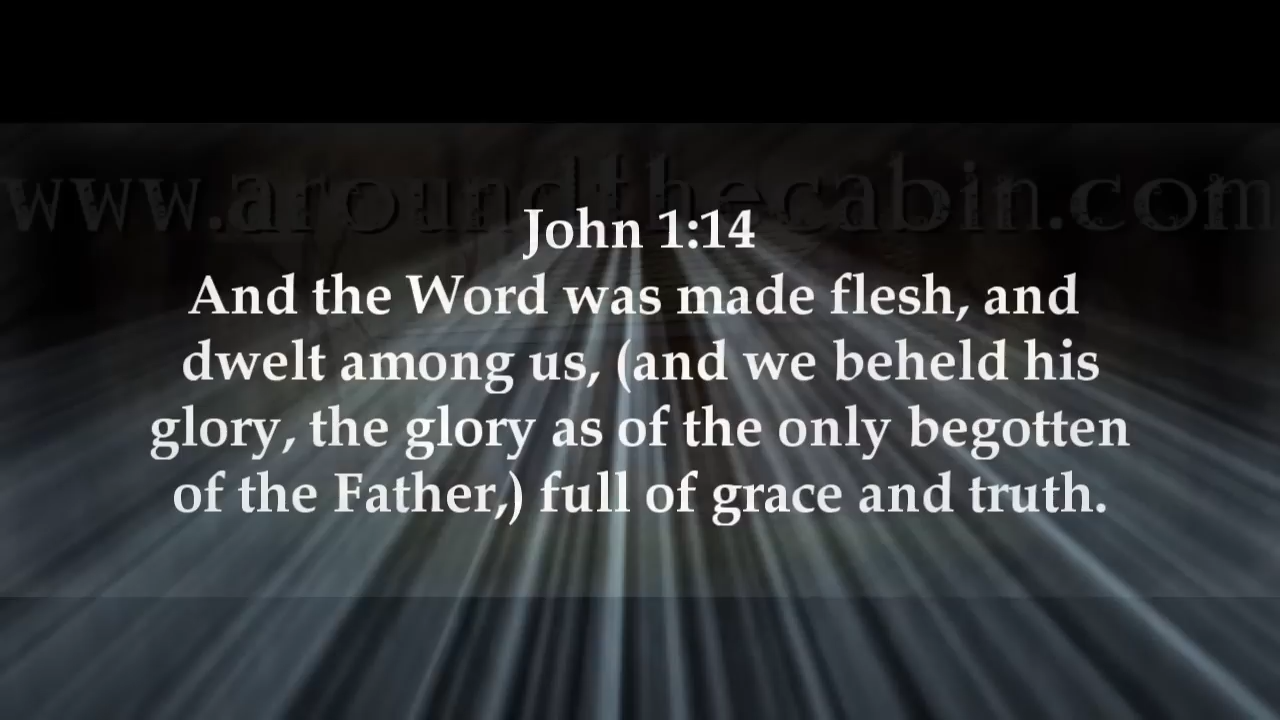 www.aroundthecabin.com
John 1:14
And the Word was made flesh, and
dwelt among us, (and we beheld his
glory, the glory as of the only begotten
of the Father,) full of grace and truth.